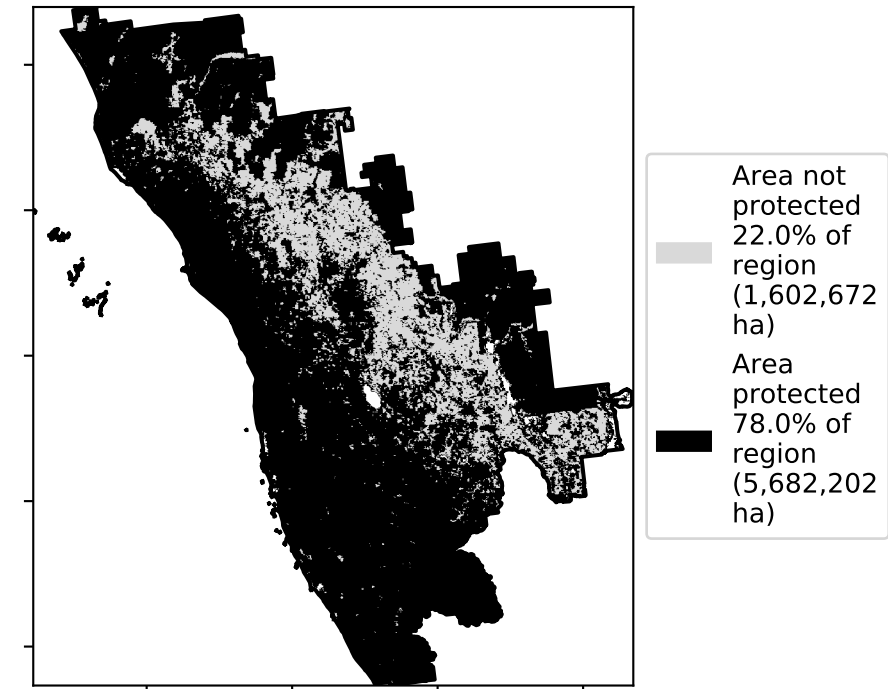 Area not
protected
22.0% of
region
(1,602,672
ha)
Area
protected
78.0% of
region
(5,682,202
ha)